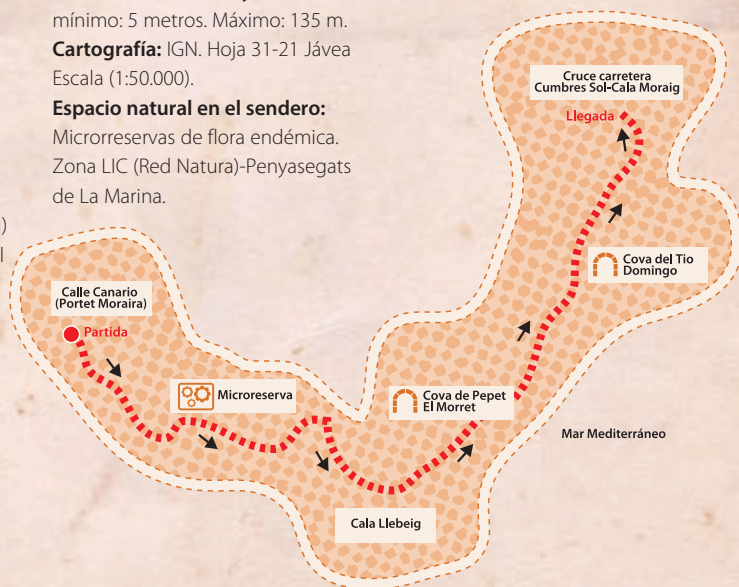 mínimo: 5 metros. Máximo: 135 m.
Cartografía: IGN. Hoja 31-21 Jávea
Escala (1:50.000).
Espacio natural en el sendero:
Microrreservas de flora endémica.
Zona LIC (Red Natura)-Penyasegats
de La Marina.
)
l
Cruce carretera
Cumbres Sol-Cala Moraig
Llegada
Cova del Tio
Domingo
Calle Canario
(Portet Moraira)
Partida
Microreserva
Cova de Pepet
El Morret
Mar Mediterráneo
Cala Llebeig